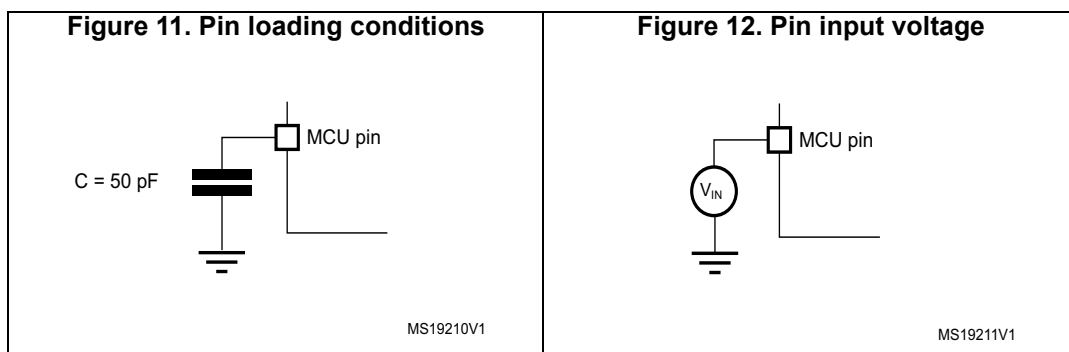 Figure 11. Pin loading conditions
MCU pin
C = 50 pF
MS19210V1
Figure 12. Pin input voltage
MCU pin
VIN
MS19211V1